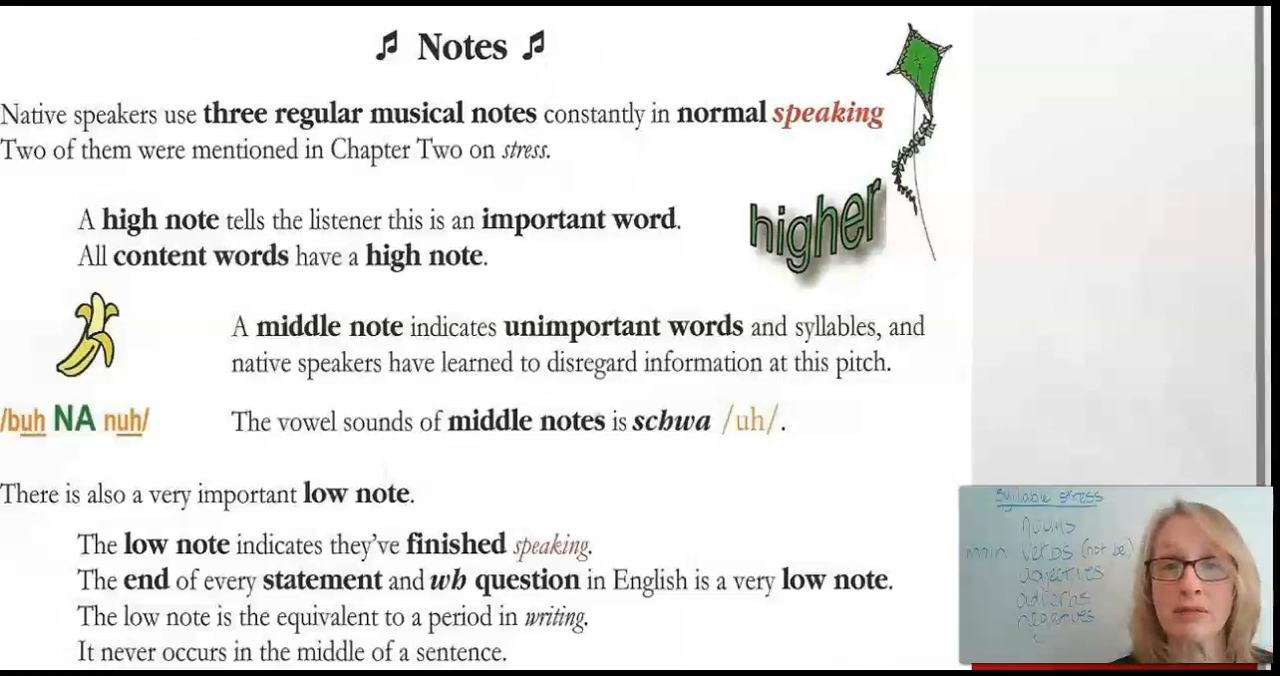 ♫ Notes ♫
Native speakers use three regular musical notes constantly in normal speaking
Two of them were mentioned in Chapter Two on stress.
A high note tells the listener this is an important word.
All content words have a high note.
higher
A middle note indicates unimportant words and syllables, and
native speakers have learned to disregard information at this pitch.
/buh NA nuh/
The vowel sounds of middle notes is schwa /uh/.
There is also a very important low note.
The low note indicates they've finished speaking.
The end of every statement and wh question in English is a very low note.
The low note is the equivalent to a period in writing.
It never occurs in the middle of a sentence.
Syllable stress
nouns
main verbs (not be)
adjectives
adverbs
negatives